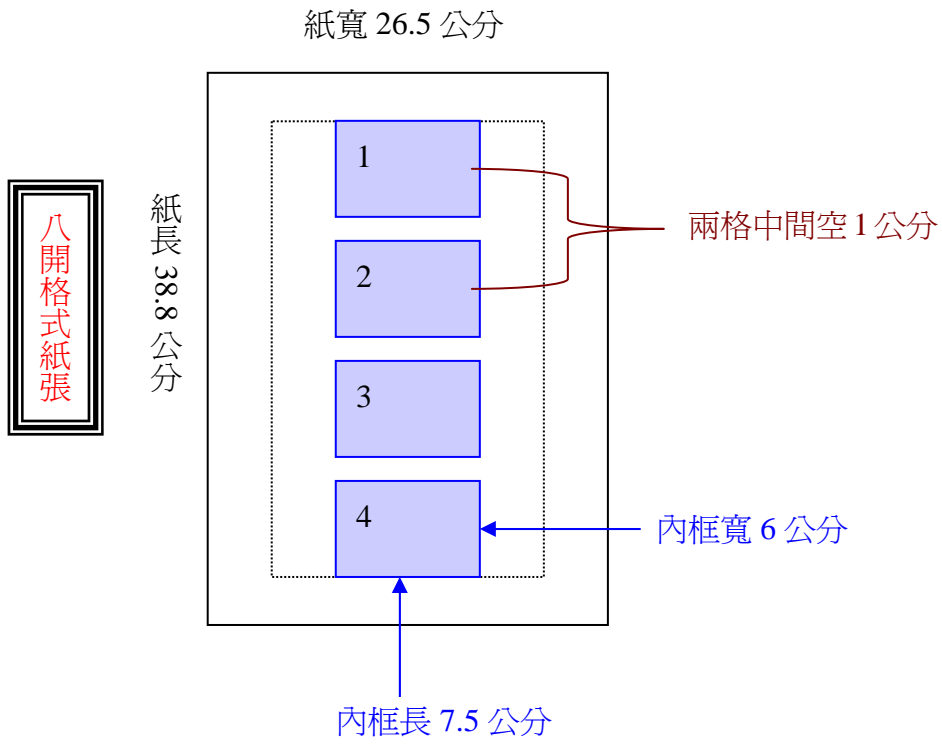 紙寬 26.5 公分
八開格式紙張
紙長 38.8 公分
1
兩格中間空 1 公分
2
3
4
內框寬 6 公分
內框長 7.5 公分